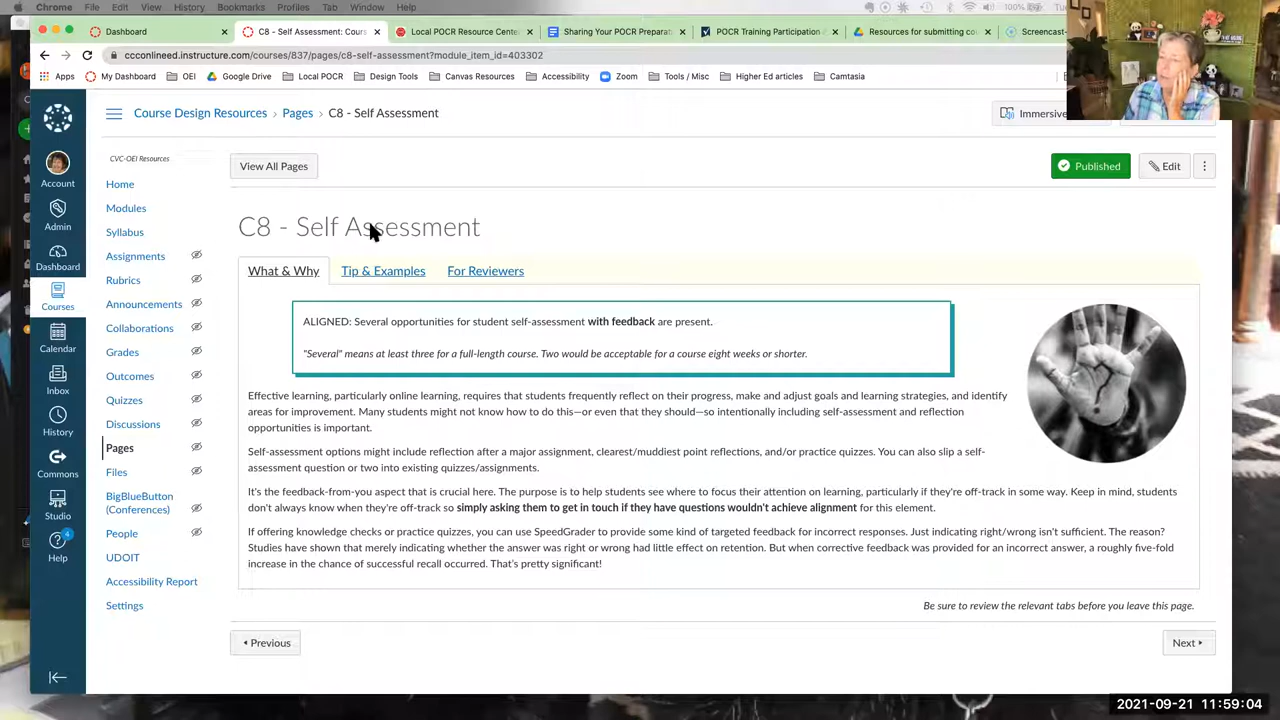 Chrome File Edit View History Bookmarks Profiles Tab Window Help 100%
Dashboard × C8 - Self Assessment: Cours × Local POCR Resource Cente × Sharing Your POCR Preparat × POCR Training Participation A × Resources for submitting co × Screencast-
ccconlineed.instructure.com/courses/837/pages/c8-self-assessment?module_item_id=403302
Apps My Dashboard OEI Google Drive Local POCR Design Tools Canvas Resources Accessibility Zoom Tools / Misc Higher Ed articles Camtasia
Course Design Resources › Pages › C8 - Self Assessment
Immersive
CVC-OEI Resources
View All Pages
Published
Edit
Account
Admin
Dashboard
Courses
Calendar
Inbox
History
Commons
Studio
4
Help
Home
Modules
Syllabus
Assignments
Rubrics
Announcements
Collaborations
Grades
Outcomes
Quizzes
Discussions
Pages
Files
BigBlueButton
(Conferences)
People
UDOIT
Accessibility Report
Settings
C8 - Self Assessment
What & Why Tip & Examples For Reviewers
ALIGNED: Several opportunities for student self-assessment with feedback are present.
"Several" means at least three for a full-length course. Two would be acceptable for a course eight weeks or shorter.
Effective learning, particularly online learning, requires that students frequently reflect on their progress, make and adjust goals and learning strategies, and identify
areas for improvement. Many students might not know how to do this—or even that they should—so intentionally including self-assessment and reflection
opportunities is important.
Self-assessment options might include reflection after a major assignment, clearest/muddiest point reflections, and/or practice quizzes. You can also slip a self-
assessment question or two into existing quizzes/assignments.
It's the feedback-from-you aspect that is crucial here. The purpose is to help students see where to focus their attention on learning, particularly if they're off-track in some way. Keep in mind, students
don't always know when they're off-track so simply asking them to get in touch if they have questions wouldn't achieve alignment for this element.
If offering knowledge checks or practice quizzes, you can use SpeedGrader to provide some kind of targeted feedback for incorrect responses. Just indicating right/wrong isn't sufficient. The reason?
Studies have shown that merely indicating whether the answer was right or wrong had little effect on retention. But when corrective feedback was provided for an incorrect answer, a roughly five-fold
increase in the chance of successful recall occurred. That's pretty significant!
Be sure to review the relevant tabs before you leave this page.
Previous
Next
2021-09-21 11:59:04